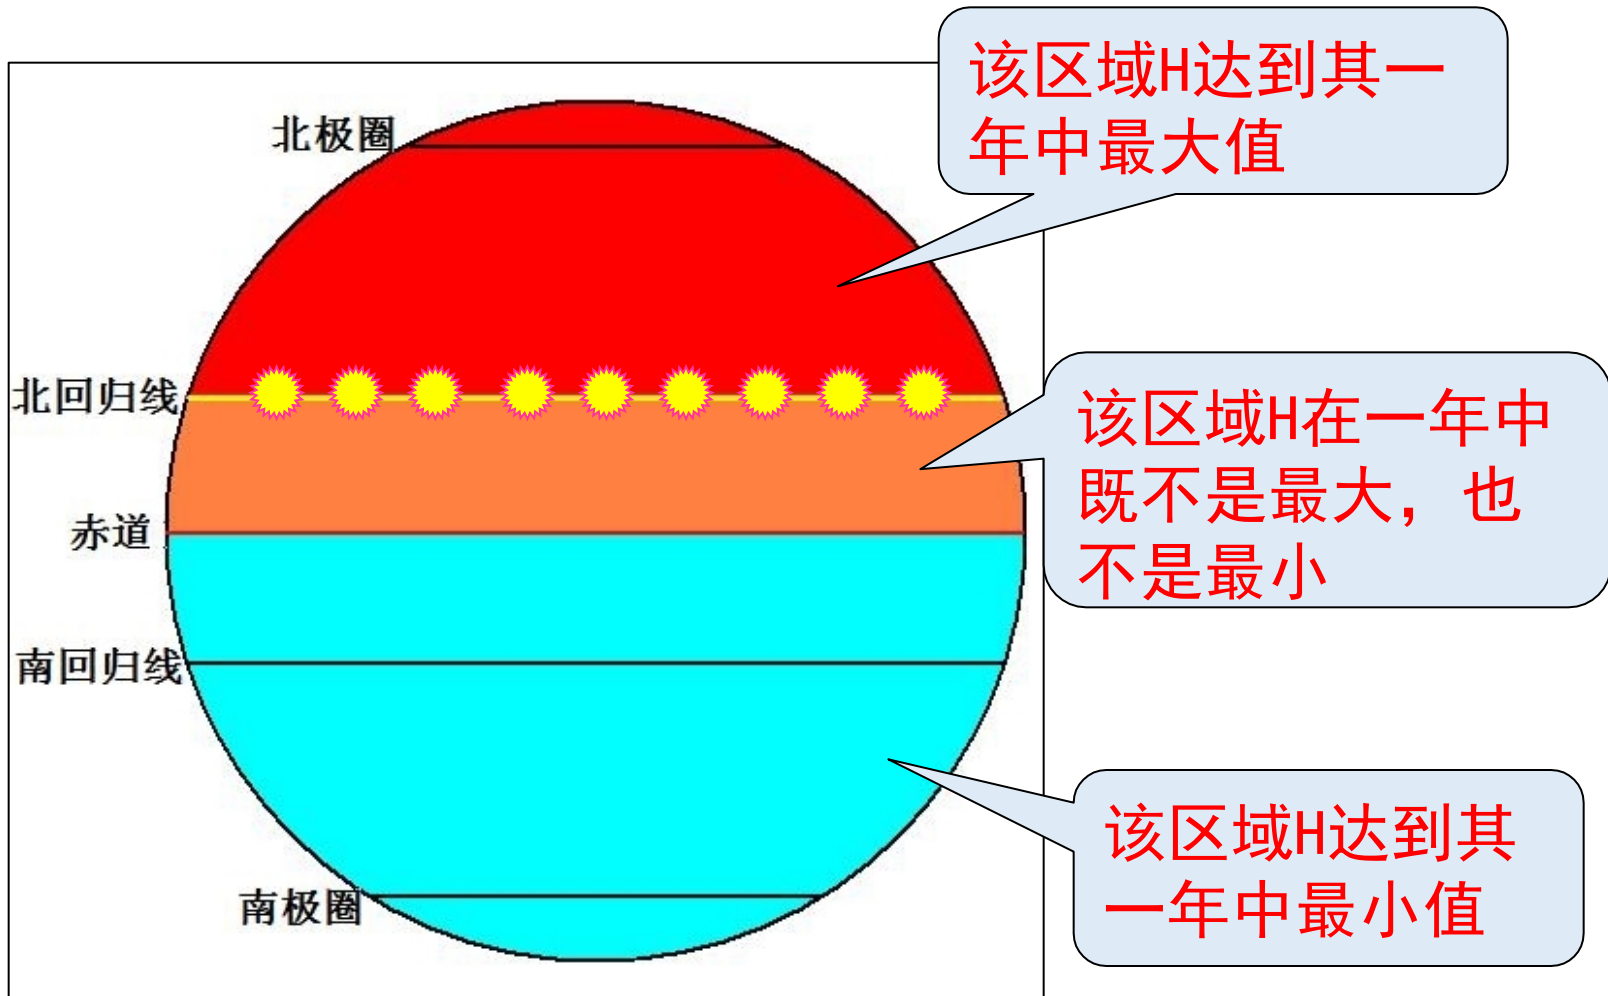 该区域H达到其一
年中最大值
北极圈
北回归线
该区域H在一年中
既不是最大，也
不是最小
赤道
南回归线
该区域H达到其
一年中最小值
南极圈